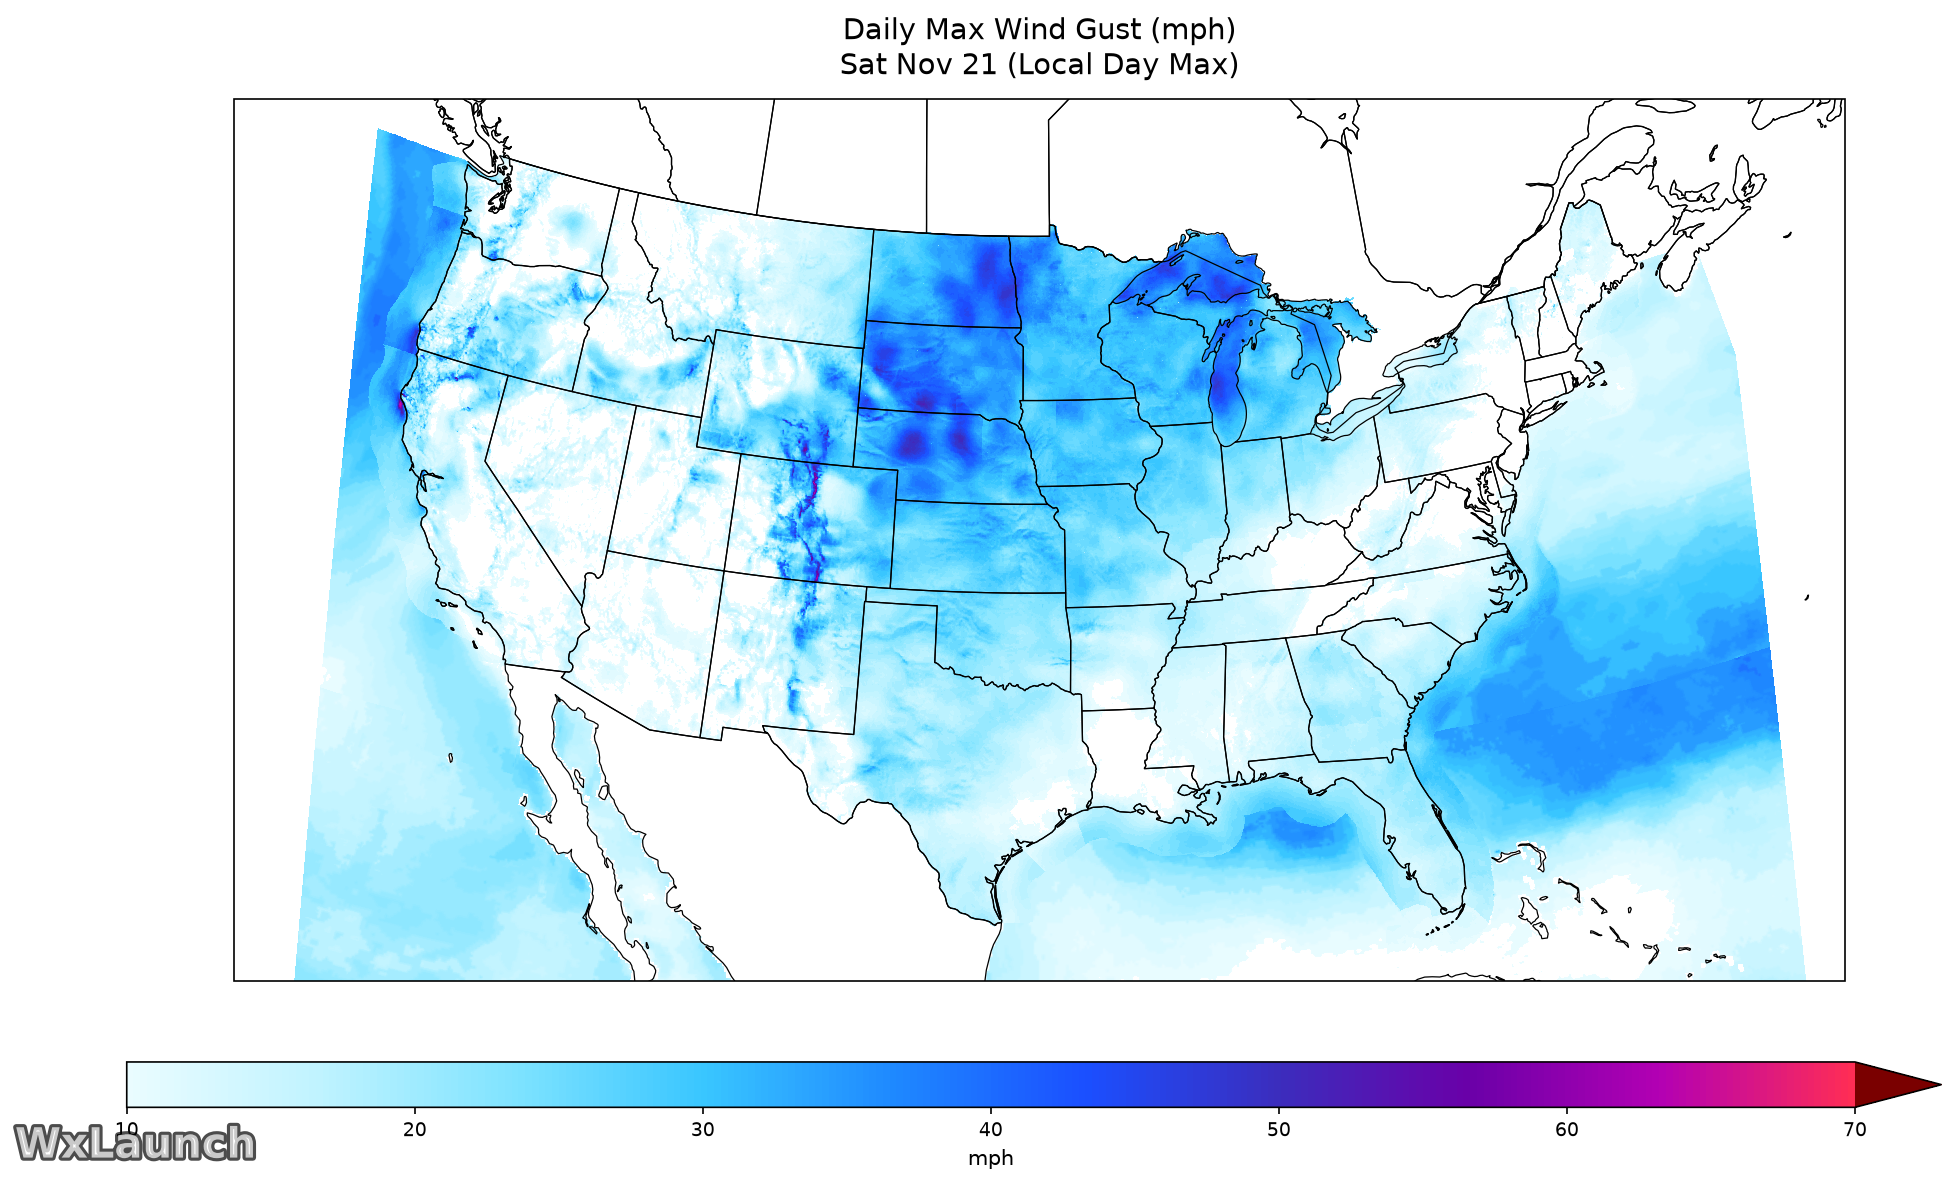 Daily Max Wind Gust (mph)
Sat Nov 21 (Local Day Max)
10 20 30 40 50 60 70
mph
WxLaunch